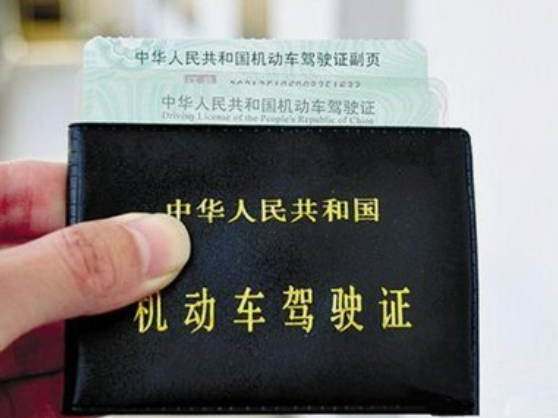 中华人民共和国机动车驾驶证副页
中华人民共和国机动车驾驶证
Driving License of the People's Republic of China
中华人民共和国
机动车驾驶证